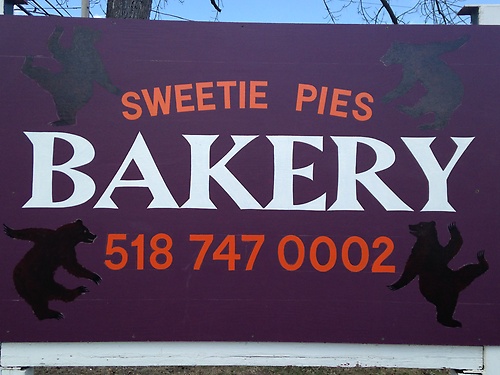 SWEETIE PIES
BAKERY
518 747 0002